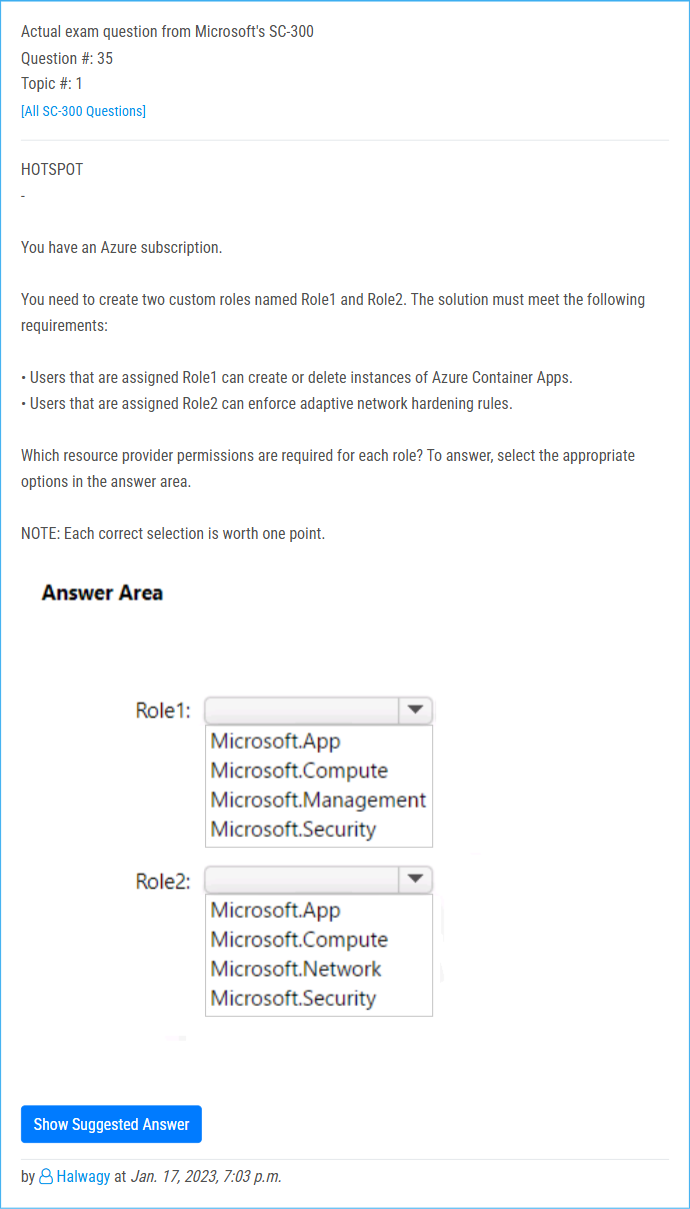 Actual exam question from Microsoft's SC-300
Question #: 35
Topic #: 1
[All SC-300 Questions]
HOTSPOT
-
You have an Azure subscription.
You need to create two custom roles named Role1 and Role2. The solution must meet the following
requirements:
• Users that are assigned Role1 can create or delete instances of Azure Container Apps.
• Users that are assigned Role2 can enforce adaptive network hardening rules.
Which resource provider permissions are required for each role? To answer, select the appropriate
options in the answer area.
NOTE: Each correct selection is worth one point.
Answer Area
Role1:
Microsoft.App
Microsoft.Compute
Microsoft.Management
Microsoft.Security
Role2:
Microsoft.App
Microsoft.Compute
Microsoft.Network
Microsoft.Security
Show Suggested Answer
by Halwagy at Jan. 17, 2023, 7:03 p.m.